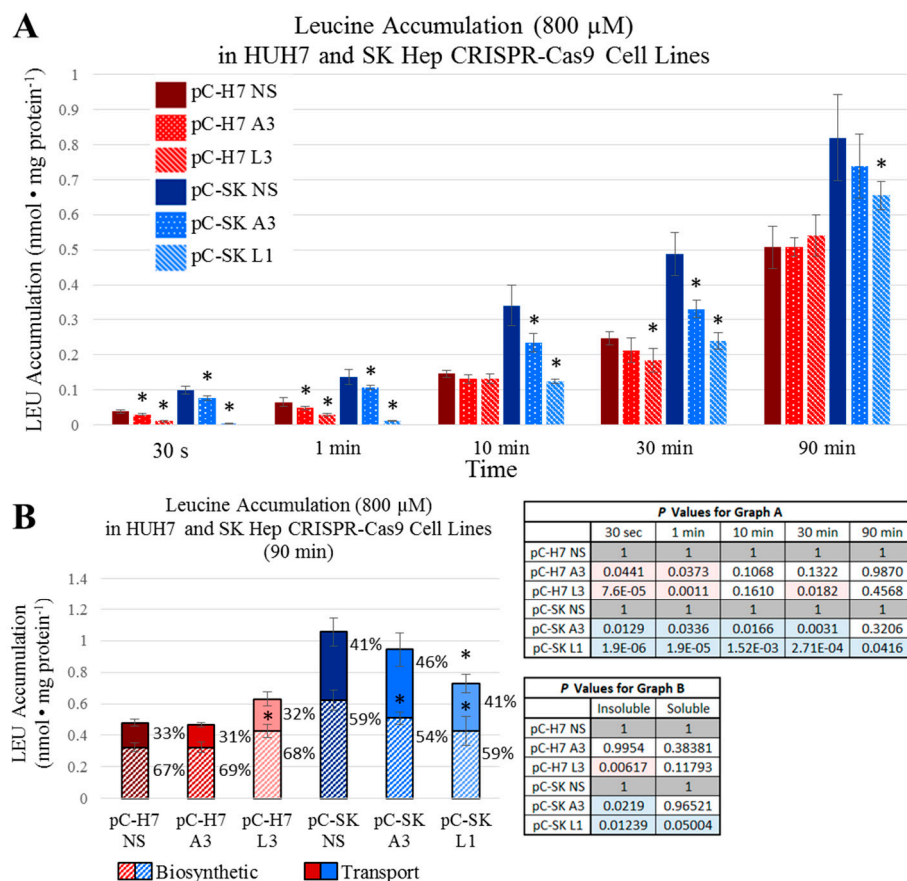 A
Leucine Accumulation (800 µM)
in HUH7 and SK Hep CRISPR-Cas9 Cell Lines
LEU Accumulation (nmol • mg protein⁻¹)
1
0.9
0.8
0.7
0.6
0.5
0.4
0.3
0.2
0.1
0
pC-H7 NS
pC-H7 A3
pC-H7 L3
pC-SK NS
pC-SK A3
pC-SK L1
* * * *
* * * *
* *
* * *
*
30 s 1 min 10 min 30 min 90 min
Time
B
Leucine Accumulation (800 µM)
in HUH7 and SK Hep CRISPR-Cas9 Cell Lines
(90 min)
LEU Accumulation
(nmol • mg protein⁻¹)
1.4
1.2
1
0.8
0.6
0.4
0.2
0
33% 31% 32% 41% 46% 41%
67% 69% 68% 59% 54% 59%
* * * *
pC-H7 NS
pC-H7 A3
pC-H7 L3
pC-SK NS
pC-SK A3
pC-SK L1
Biosynthetic Transport
P Values for Graph A
30 sec 1 min 10 min 30 min 90 min
pC-H7 NS 1 1 1 1 1
pC-H7 A3 0.0441 0.0373 0.1068 0.1322 0.9870
pC-H7 L3 7.6E-05 0.0011 0.1610 0.0182 0.4568
pC-SK NS 1 1 1 1 1
pC-SK A3 0.0129 0.0336 0.0166 0.0031 0.3206
pC-SK L1 1.9E-06 1.9E-05 1.52E-03 2.71E-04 0.0416
P Values for Graph B
Insoluble Soluble
pC-H7 NS 1 1
pC-H7 A3 0.9954 0.38381
pC-H7 L3 0.00617 0.11793
pC-SK NS 1 1
pC-SK A3 0.0219 0.96521
pC-SK L1 0.01239 0.05004